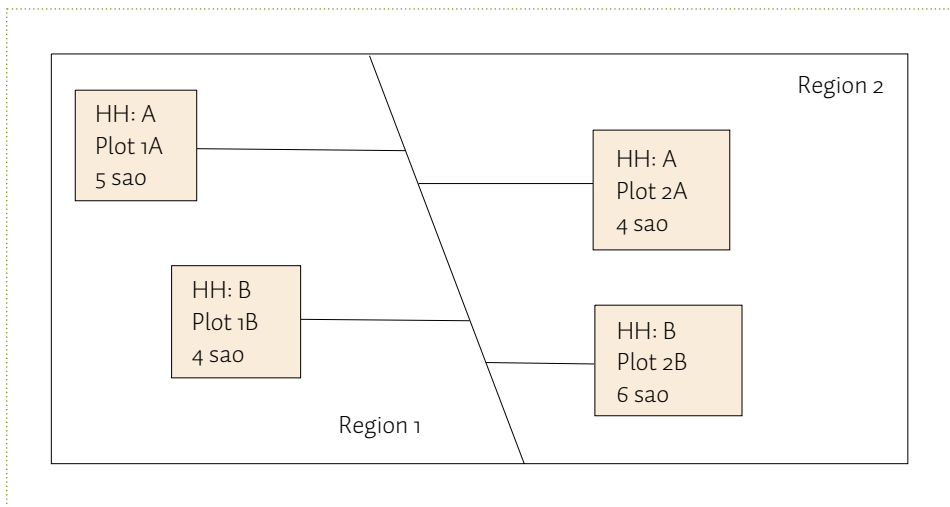 HH: A
Plot 1A
5 sao
HH: B
Plot 1B
4 sao
Region 1
Region 2
HH: A
Plot 2A
4 sao
HH: B
Plot 2B
6 sao